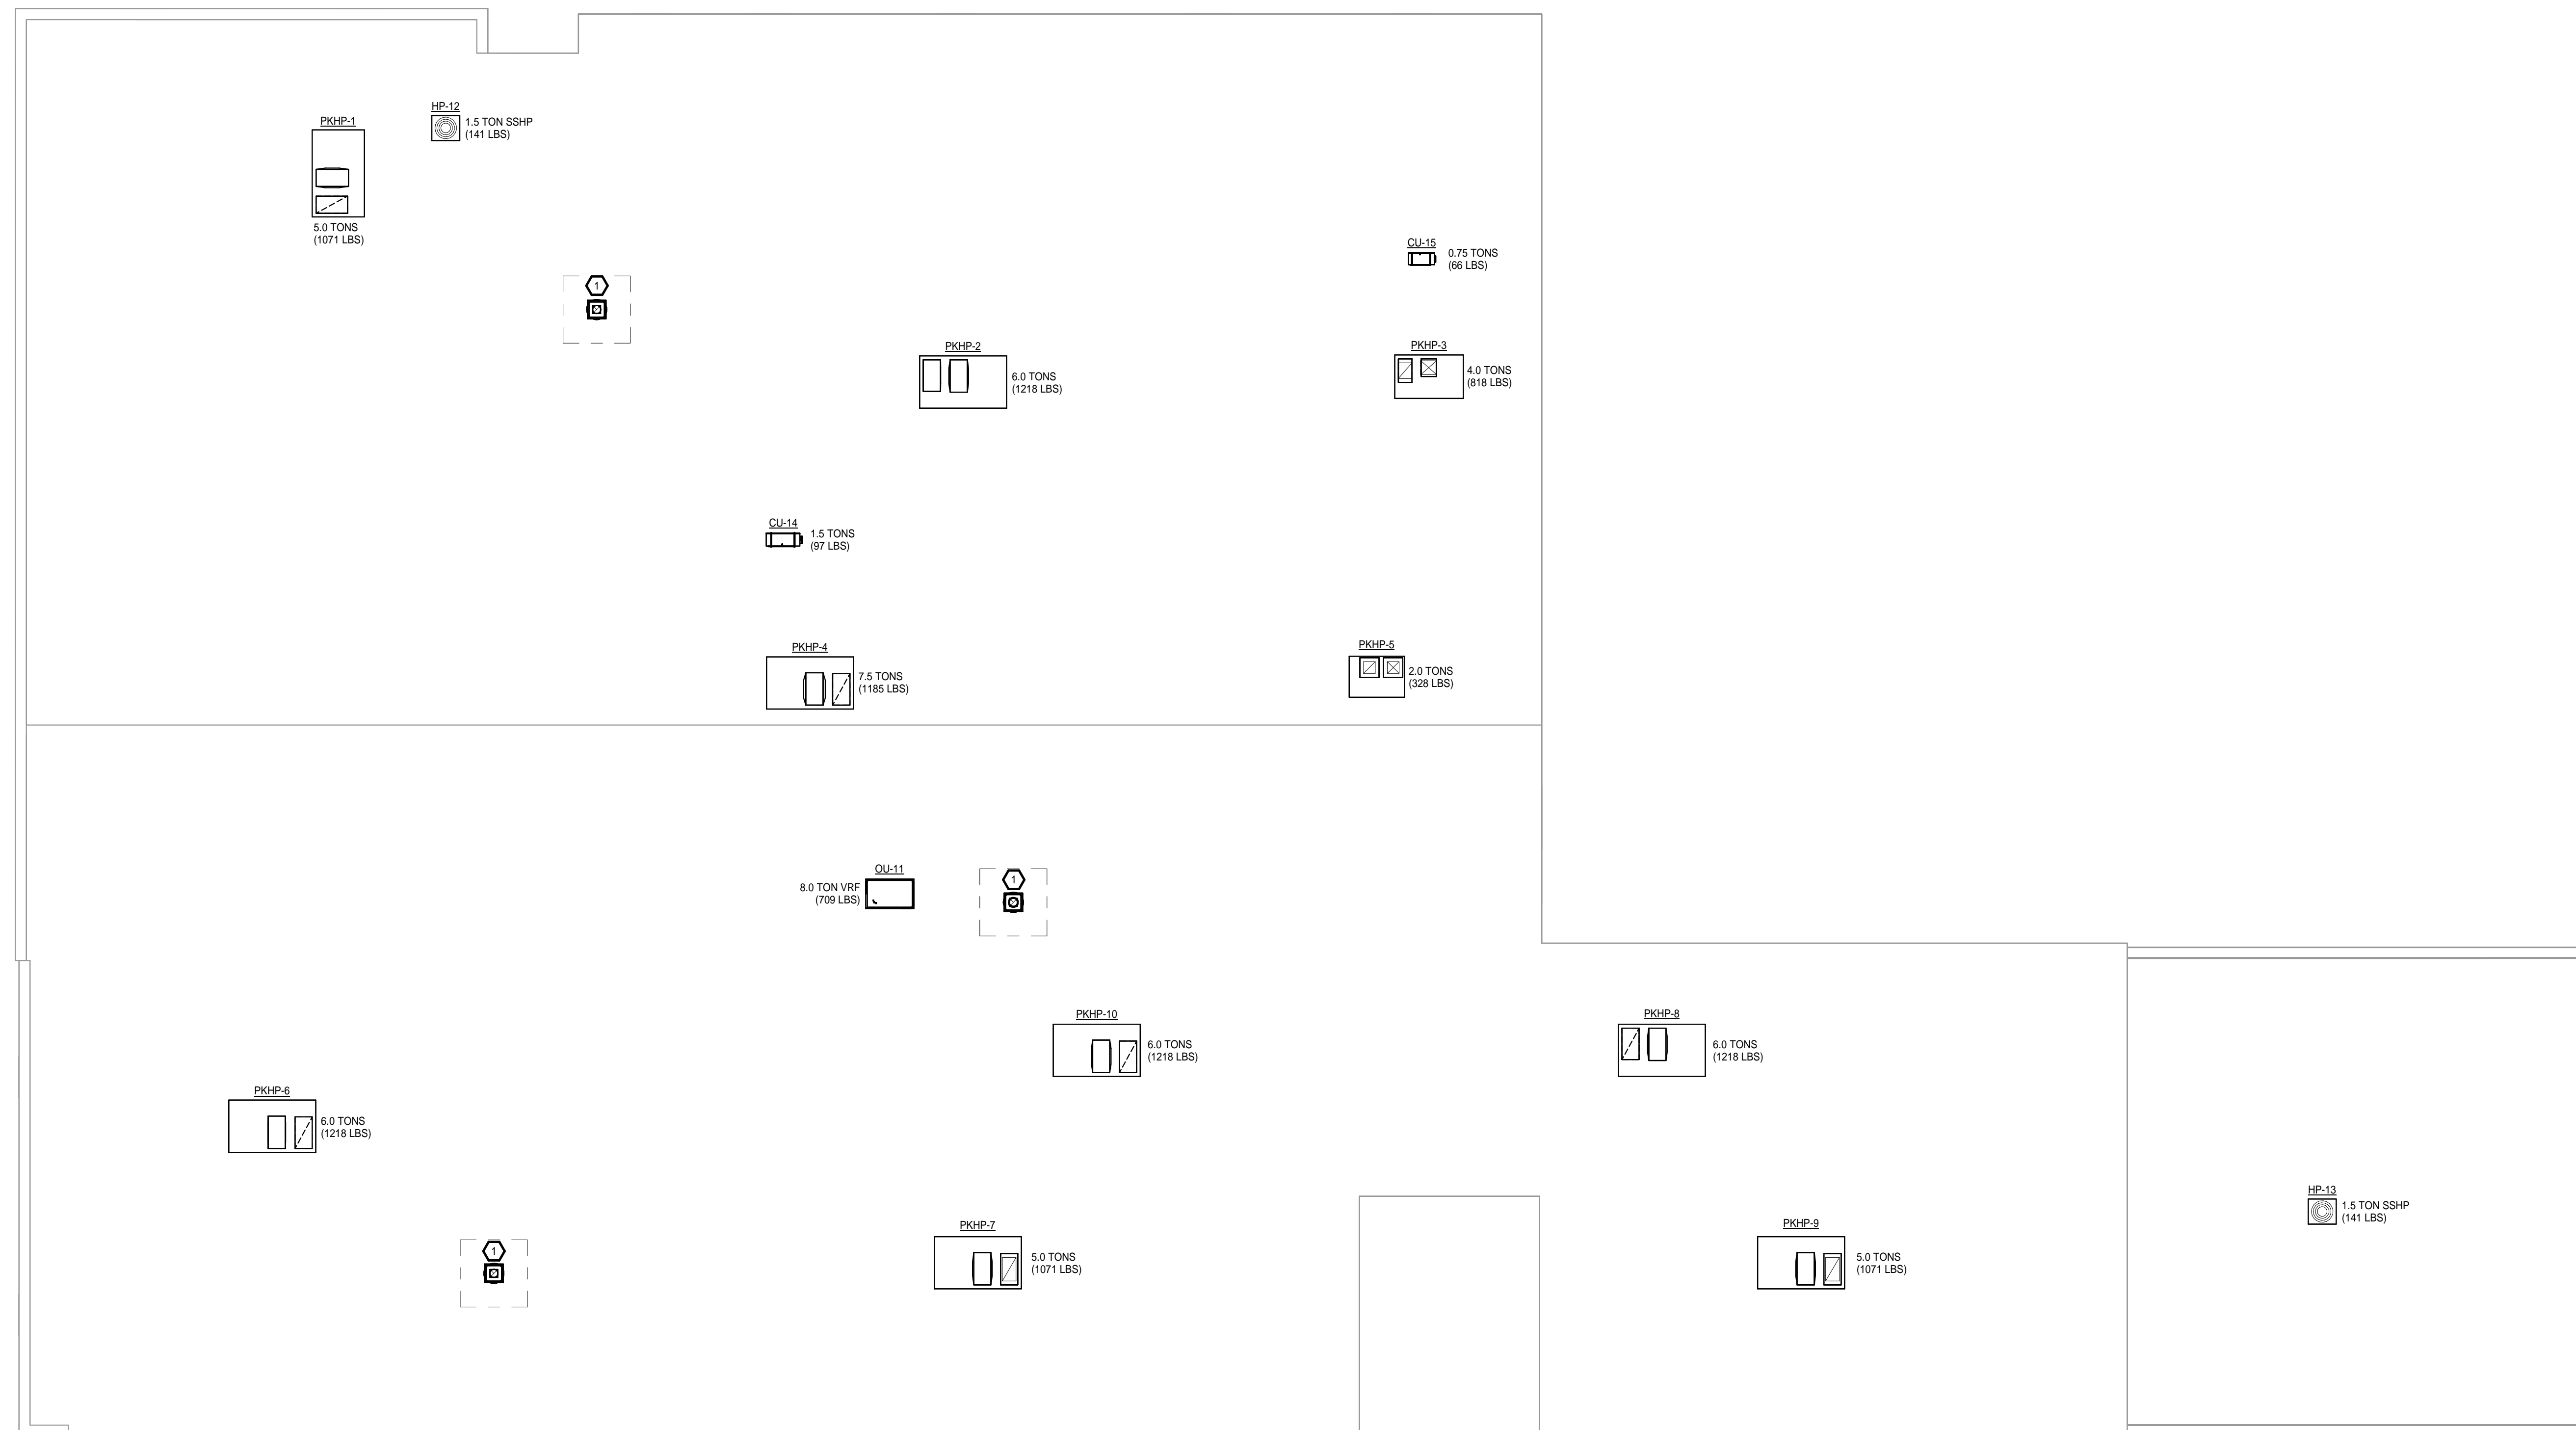 HP-12
1.5 TON SSHP
(141 LBS)
PKHP-1
5.0 TONS
(1071 LBS)
CU-15
0.75 TONS
(66 LBS)
1
PKHP-2
6.0 TONS
(1218 LBS)
PKHP-3
4.0 TONS
(818 LBS)
CU-14
1.5 TONS
(97 LBS)
PKHP-4
7.5 TONS
(1185 LBS)
PKHP-5
2.0 TONS
(328 LBS)
OU-11
8.0 TON VRF
(709 LBS)
1
PKHP-10
6.0 TONS
(1218 LBS)
PKHP-8
6.0 TONS
(1218 LBS)
PKHP-6
6.0 TONS
(1218 LBS)
HP-13
1.5 TON SSHP
(141 LBS)
PKHP-7
5.0 TONS
(1071 LBS)
PKHP-9
5.0 TONS
(1071 LBS)
1